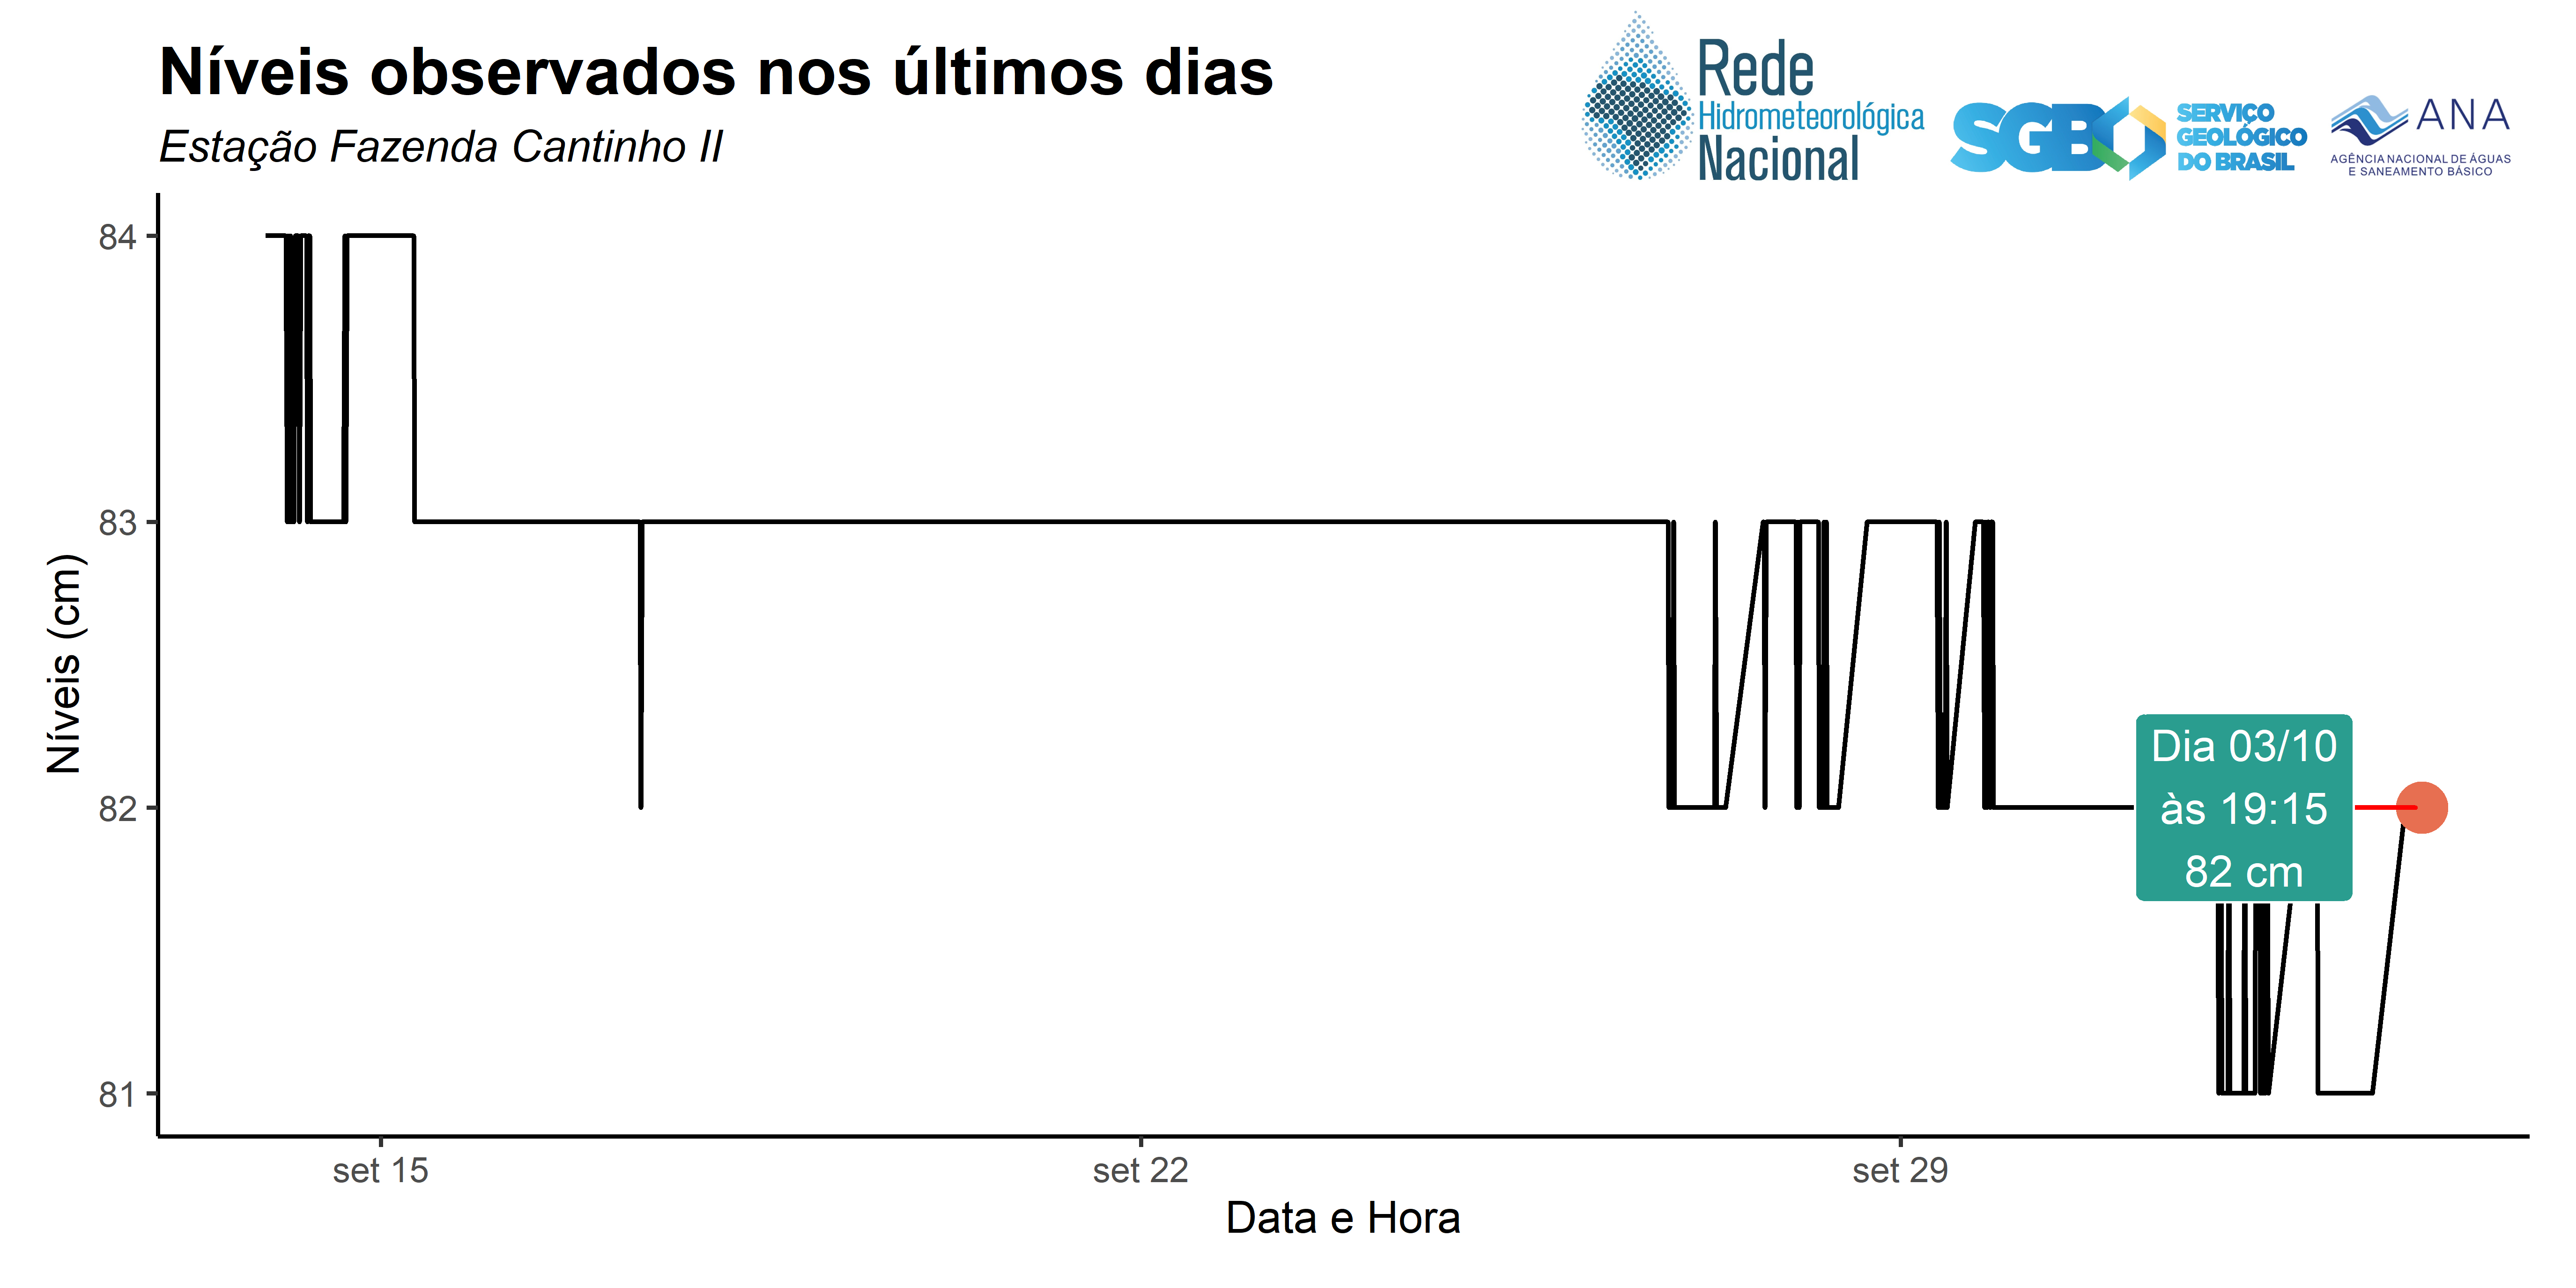 Níveis observados nos últimos dias
Estação Fazenda Cantinho II
Rede
Hidrometeorológica
Nacional
SGB
SERVIÇO
GEOLÓGICO
DO BRASIL
ANA
AGÊNCIA NACIONAL DE ÁGUAS
E SANEAMENTO BÁSICO
84
83
82
81
Níveis (cm)
Dia 03/10
às 19:15
82 cm
set 15
set 22
set 29
Data e Hora